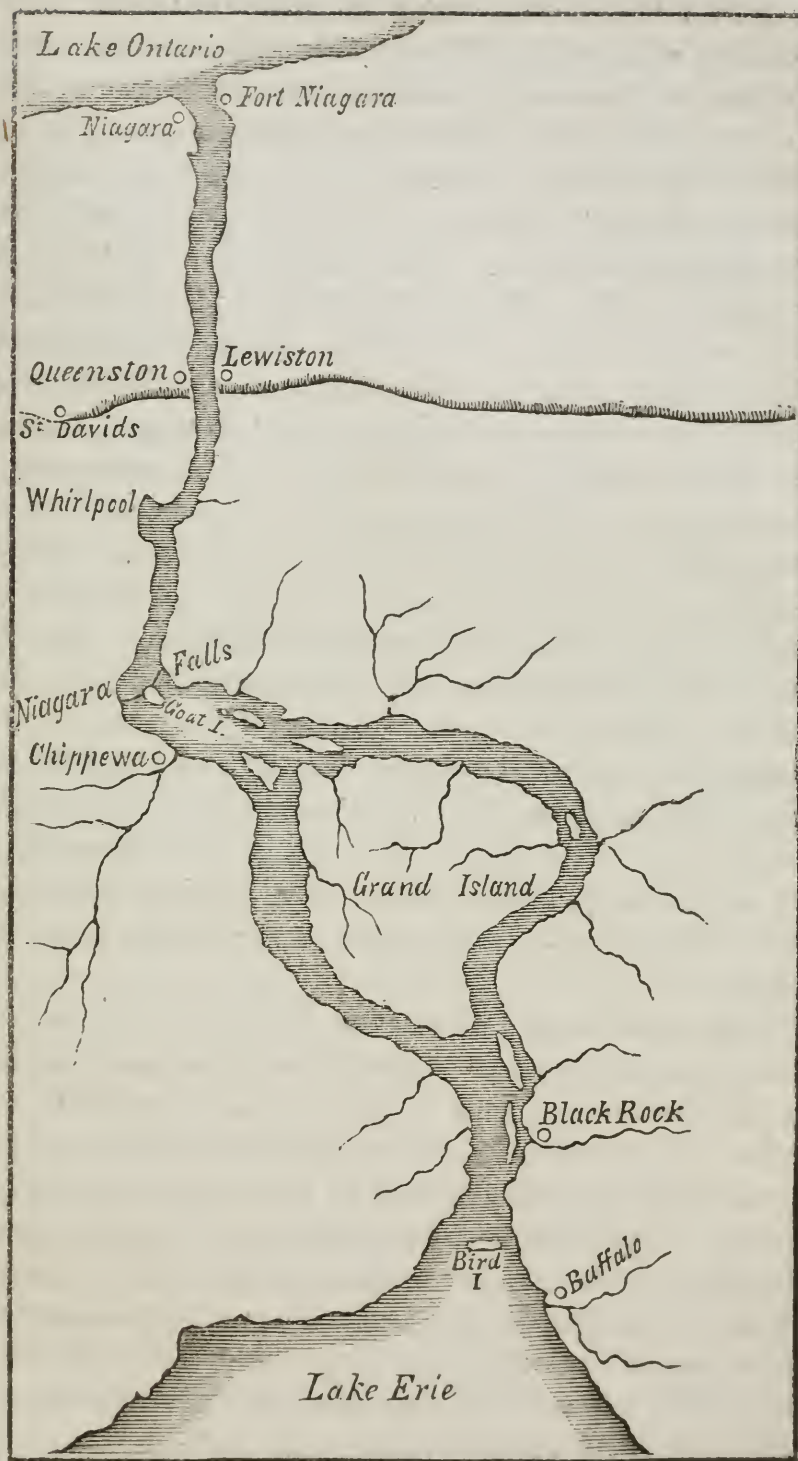 Lake Ontario
Fort Niagara
Niagara
Queenston
Lewiston
St. Davids
Whirlpool
Niagara Falls
Goat I.
Chippewa
Grand Island
Black Rock
Bird
I
Buffalo
Lake Erie